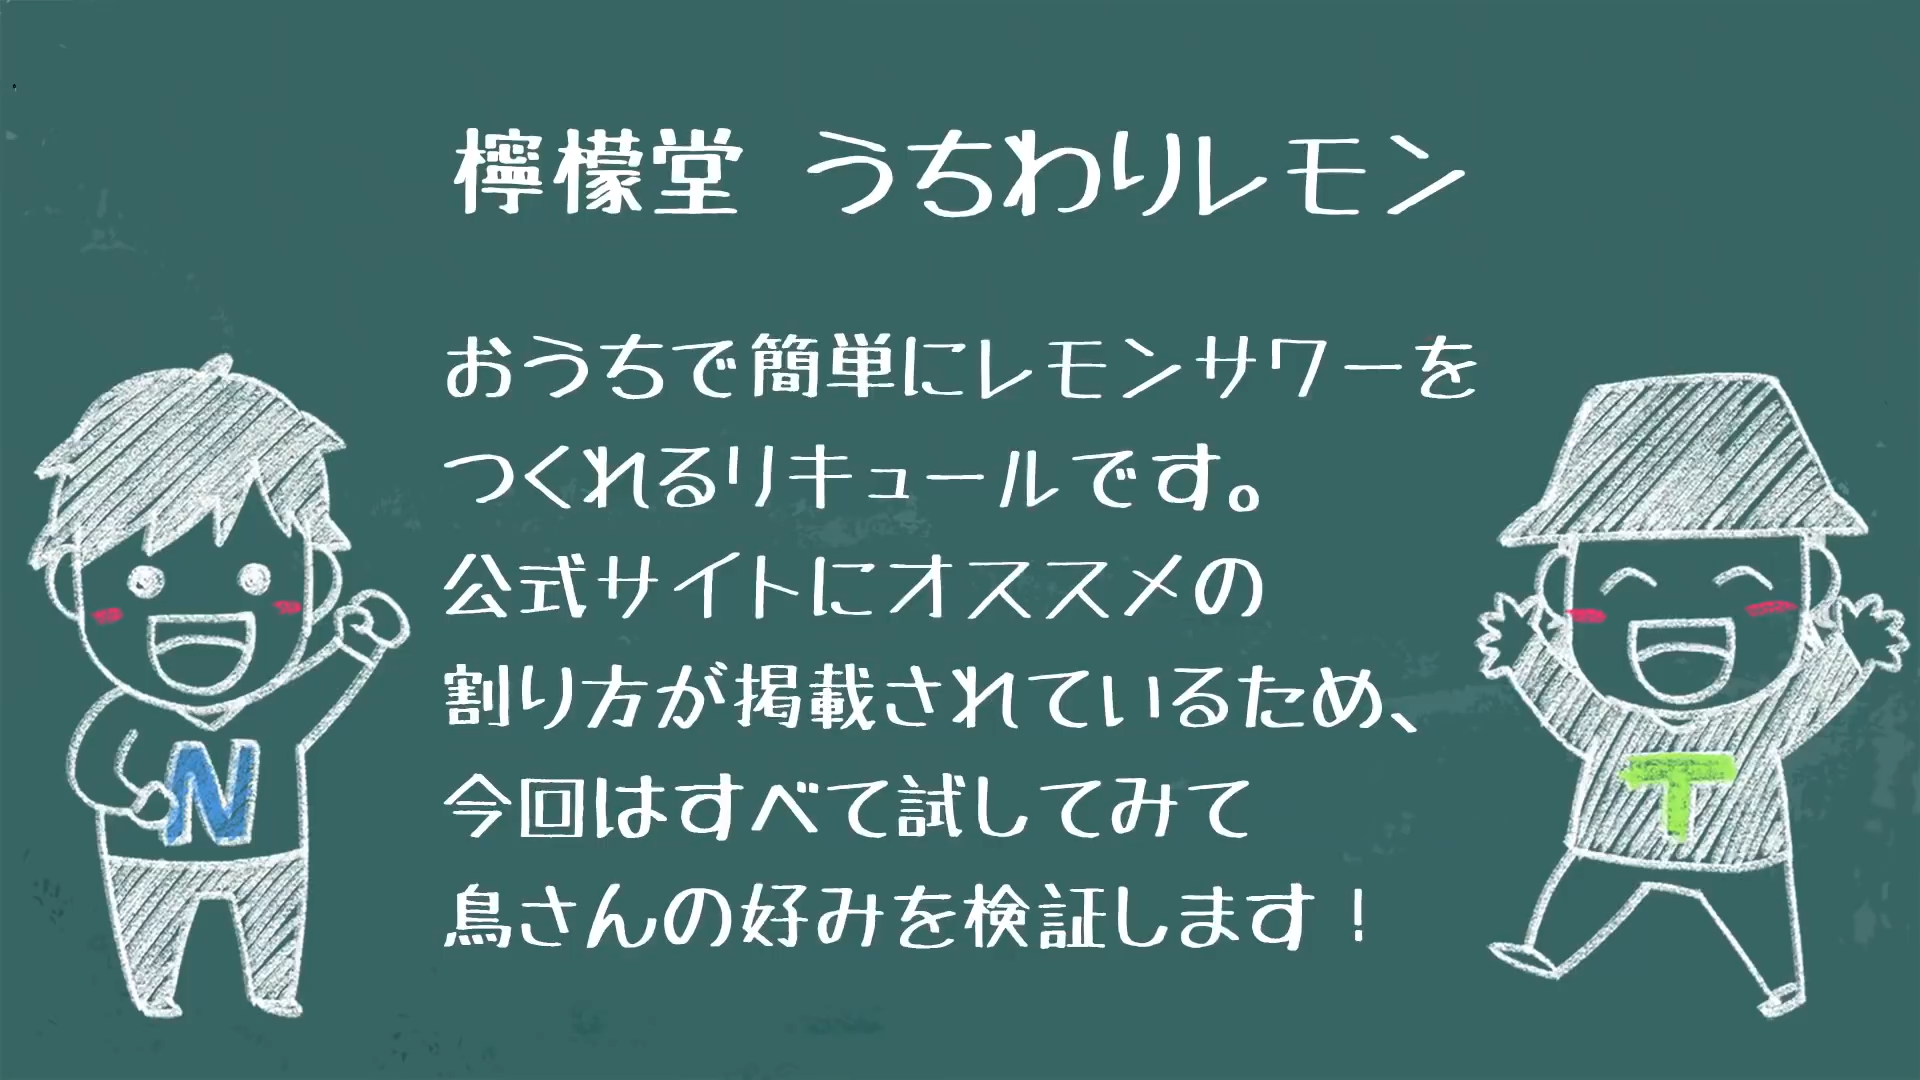 檸檬堂 うちわりレモン
おうちで簡単にレモンサワーを
つくれるリキュールです。
公式サイトにオススメの
割り方が掲載されているため、
今回はすべて試してみて
鳥さんの好みを検証します！
N
T